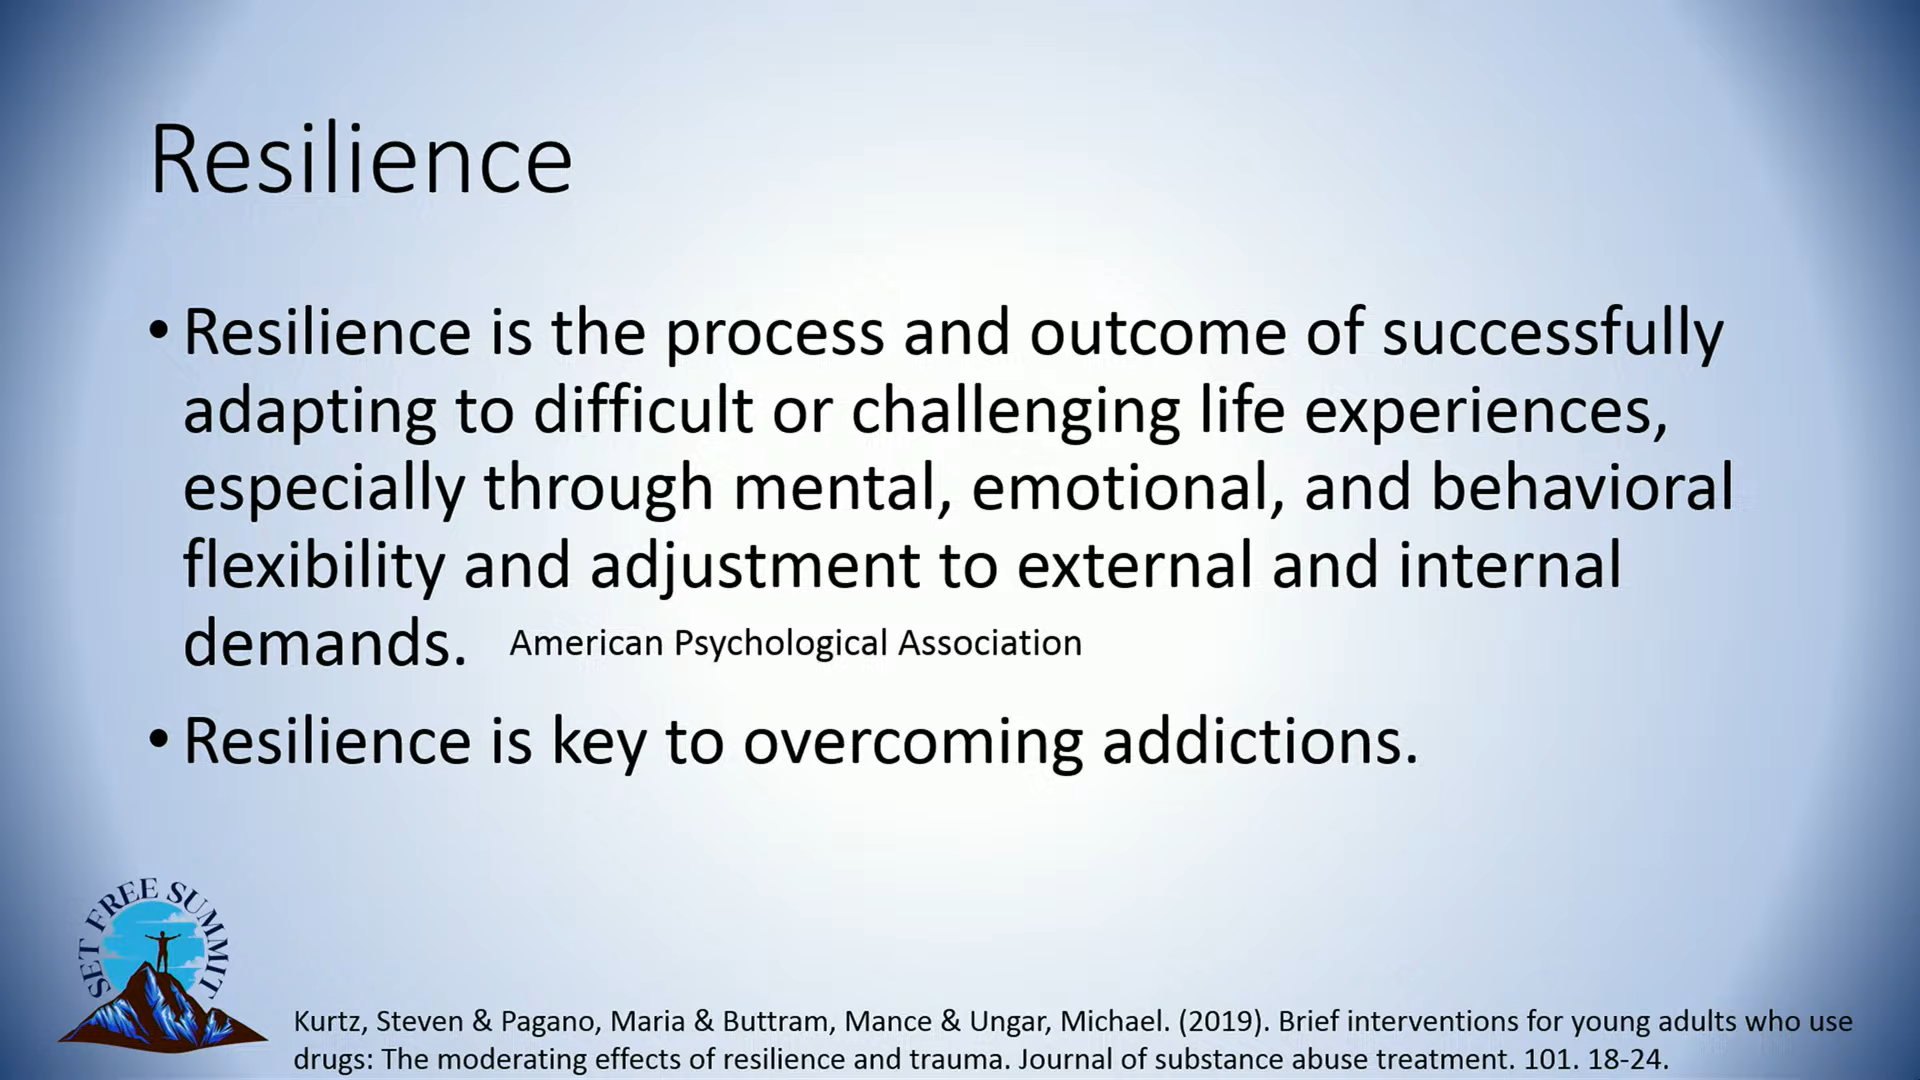 Resilience
• Resilience is the process and outcome of successfully
adapting to difficult or challenging life experiences,
especially through mental, emotional, and behavioral
flexibility and adjustment to external and internal
demands. American Psychological Association
• Resilience is key to overcoming addictions.
SET FREE SUMMIT
Kurtz, Steven & Pagano, Maria & Buttram, Mance & Ungar, Michael. (2019). Brief interventions for young adults who use
drugs: The moderating effects of resilience and trauma. Journal of substance abuse treatment. 101. 18-24.